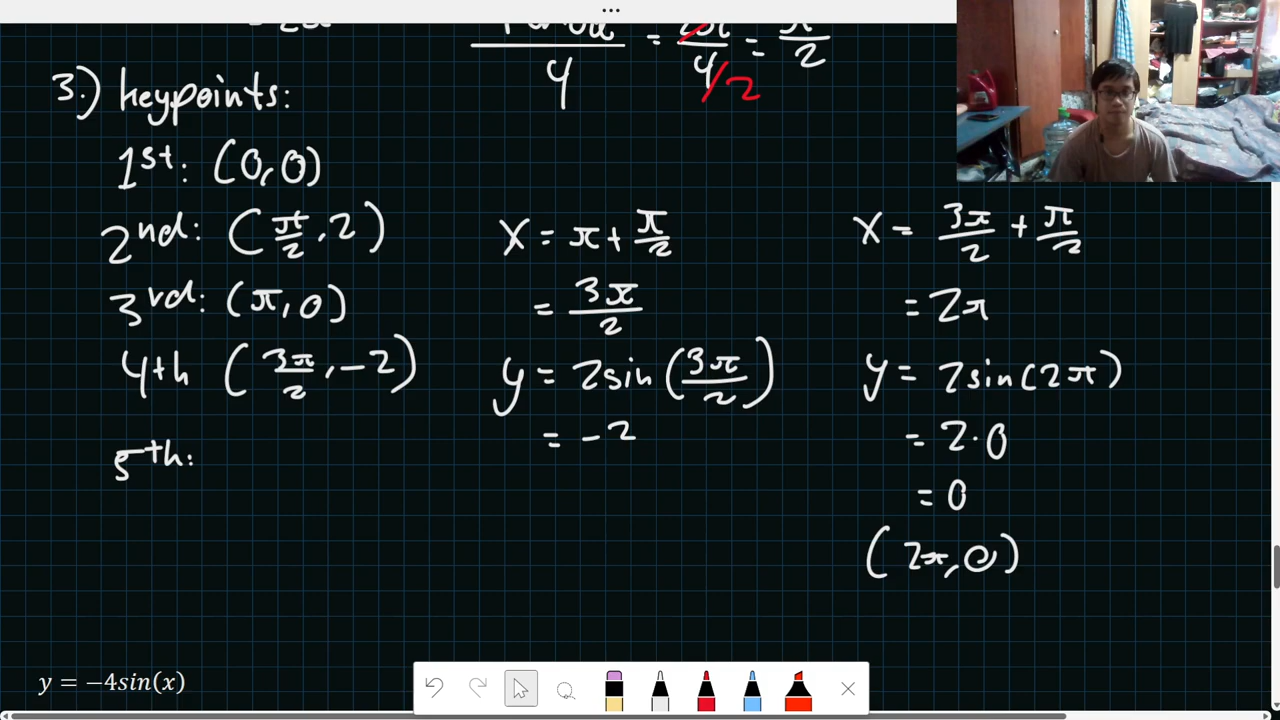 4 = 4/2 = 2
3.) keypoints:
1st: (0,0)
2nd: (π/2, 2)
3rd: (π, 0)
4th (3π/2, -2)
5th:
x = π + π/2
= 3π/2
y = 2sin(3π/2)
= -2
x = 3π/2 + π/2
= 2π
y = 2sin(2π)
= 2·0
= 0
(2π, 0)
y = −4sin(x)